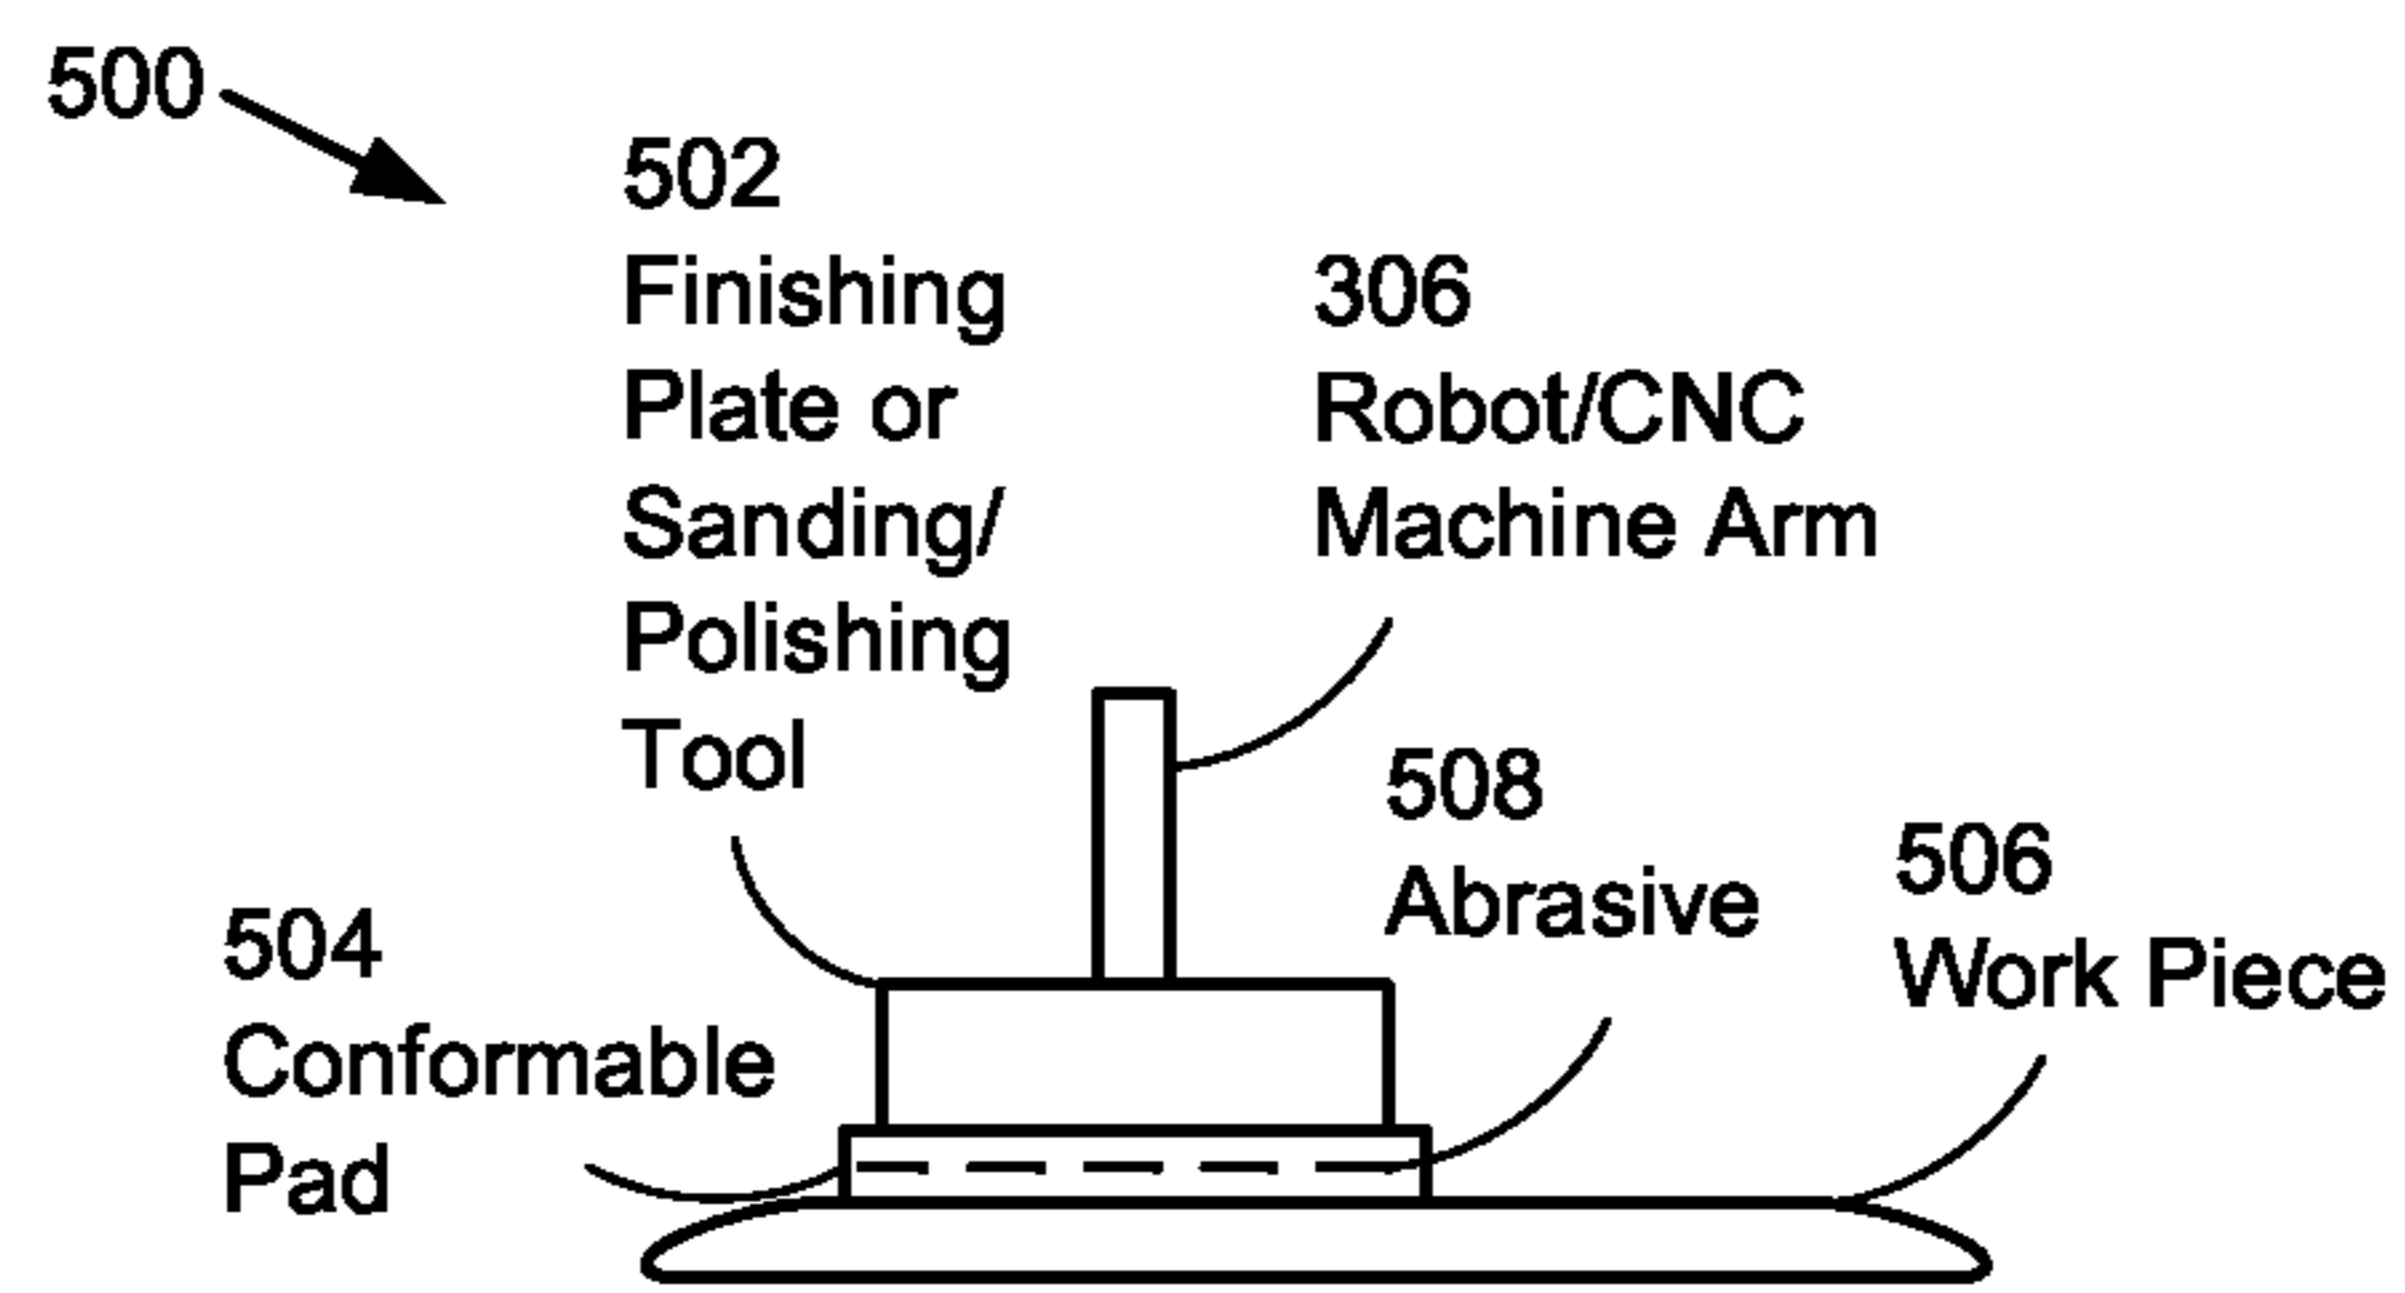 500
502
Finishing
Plate or
Sanding/
Polishing
Tool
306
Robot/CNC
Machine Arm
508
Abrasive
506
Work Piece
504
Conformable
Pad